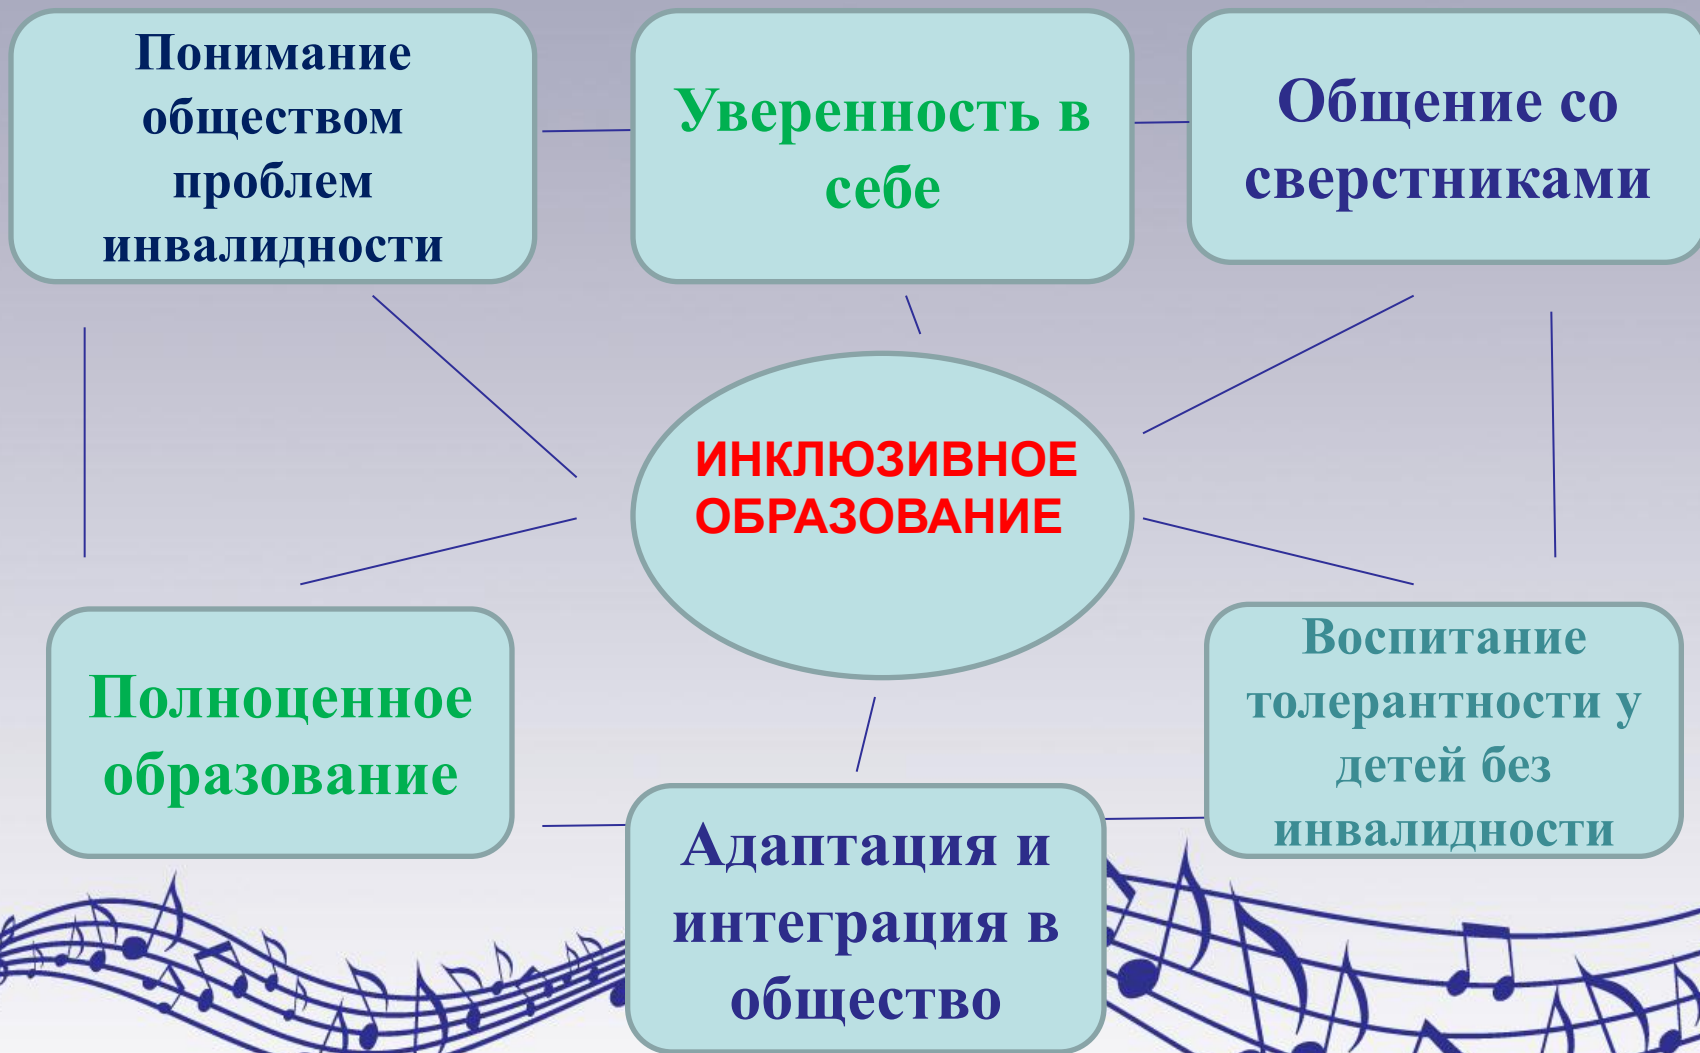 Понимание
обществом
проблем
инвалидности
Уверенность в
себе
Общение со
сверстниками
ИНКЛЮЗИВНОЕ
ОБРАЗОВАНИЕ
Полноценное
образование
Адаптация и
интеграция в
общество
Воспитание
толерантности у
детей без
инвалидности